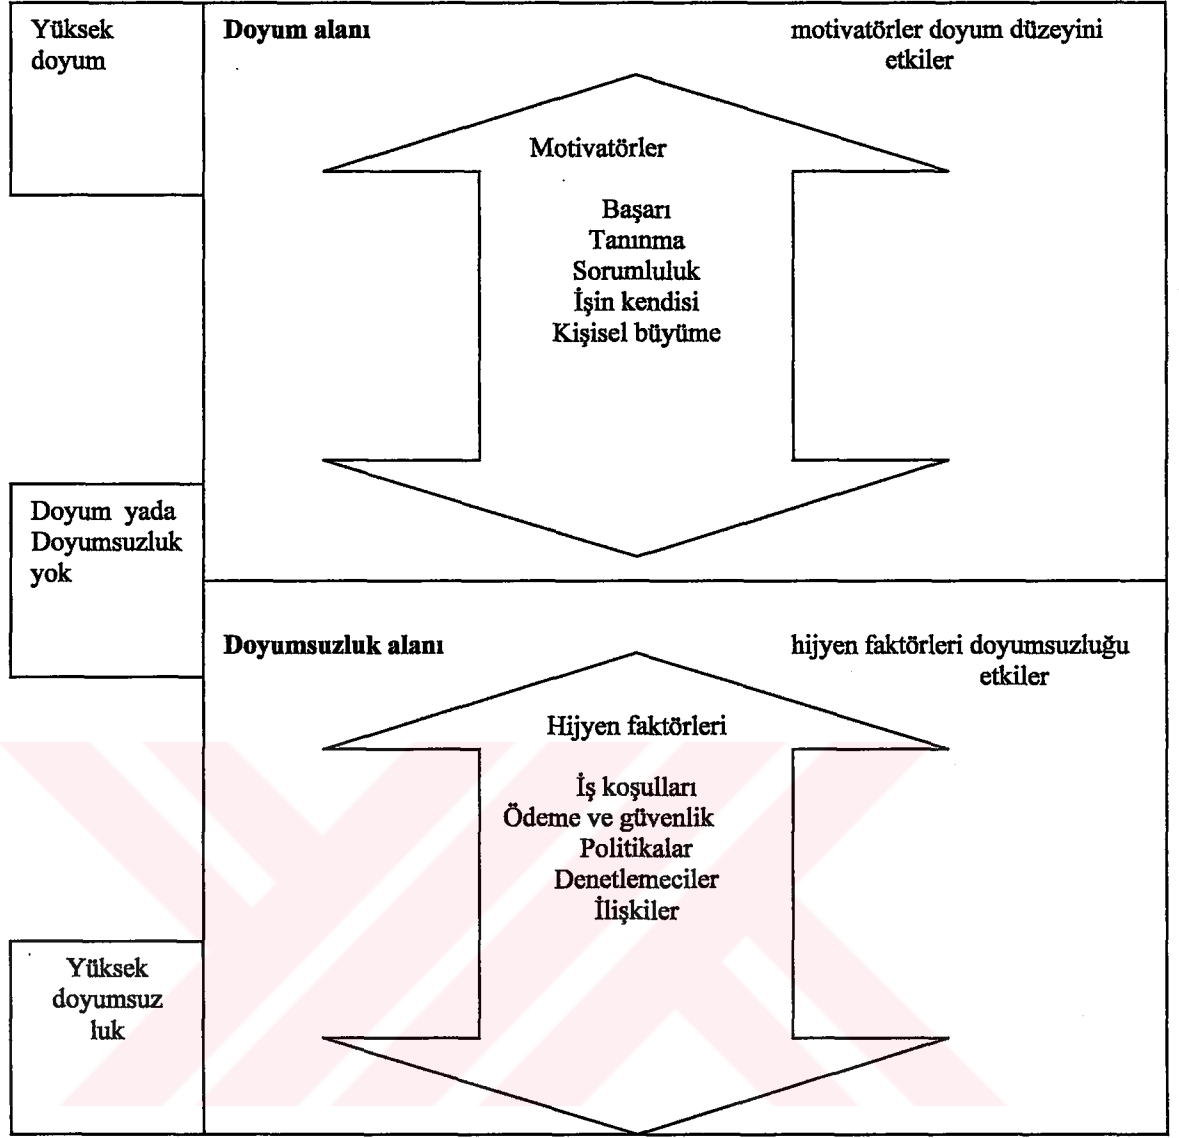 Yüksek
doyum
Doyum alanı
motivatörler doyum düzeyini
etkiler
Motivatörler
Başarı
Tanınma
Sorumluluk
İşin kendisi
Kişisel büyüme
Doyum yada
Doyumsuzluk
yok
Doyumsuzluk alanı
hijyen faktörleri doyumsuzluğu
etkiler
Hijyen faktörleri
İş koşulları
Ödeme ve güvenlik
Politikalar
Denetlemeciler
İlişkiler
Yüksek
doyumsuz
luk